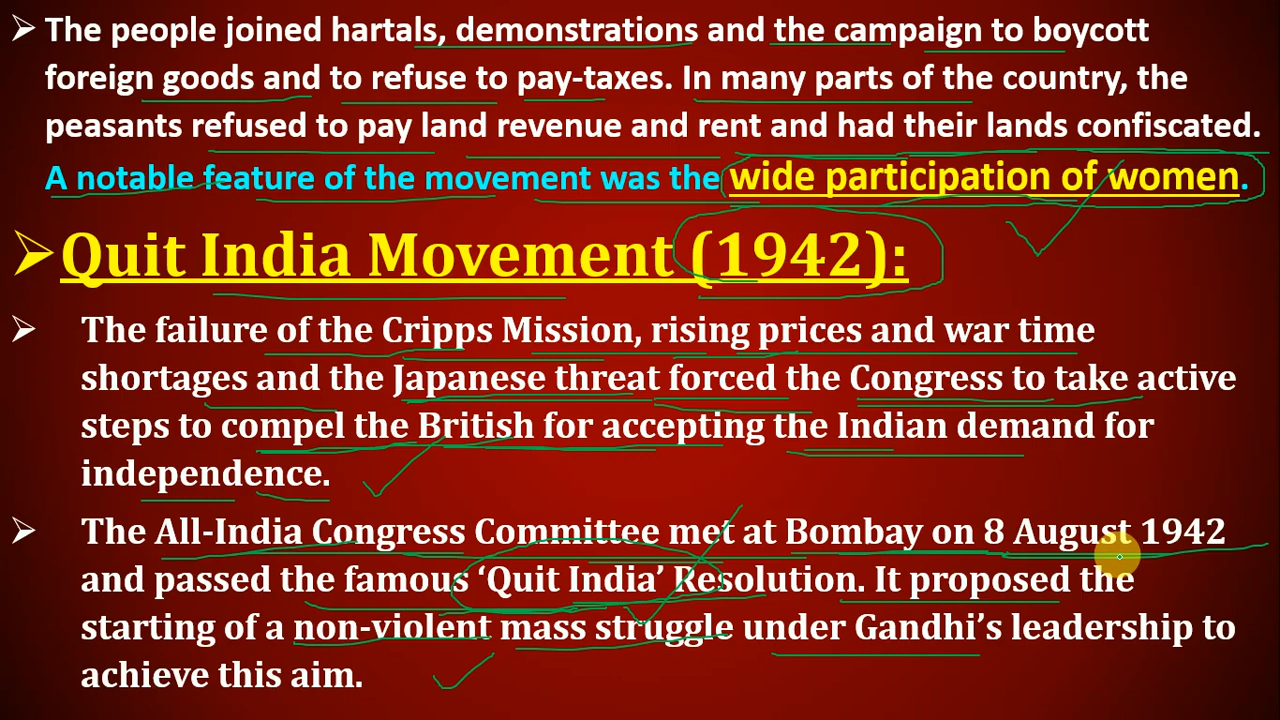 The people joined hartals, demonstrations and the campaign to boycott
foreign goods and to refuse to pay-taxes. In many parts of the country, the
peasants refused to pay land revenue and rent and had their lands confiscated.
A notable feature of the movement was the wide participation of women.
Quit India Movement (1942):
The failure of the Cripps Mission, rising prices and war time
shortages and the Japanese threat forced the Congress to take active
steps to compel the British for accepting the Indian demand for
independence.
The All-India Congress Committee met at Bombay on 8 August 1942
and passed the famous ‘Quit India’ Resolution. It proposed the
starting of a non-violent mass struggle under Gandhi’s leadership to
achieve this aim.